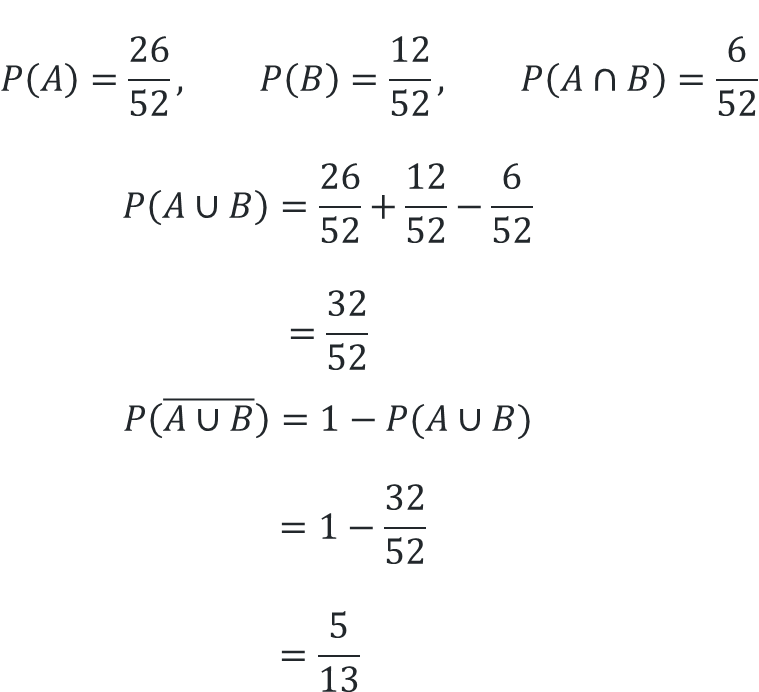 P(A) = 26/52, P(B) = 12/52, P(A ∩ B) = 6/52
P(A ∪ B) = 26/52 + 12/52 − 6/52
= 32/52
P(A̅ ̅∪̅ ̅B̅) = 1 − P(A ∪ B)
= 1 − 32/52
= 5/13